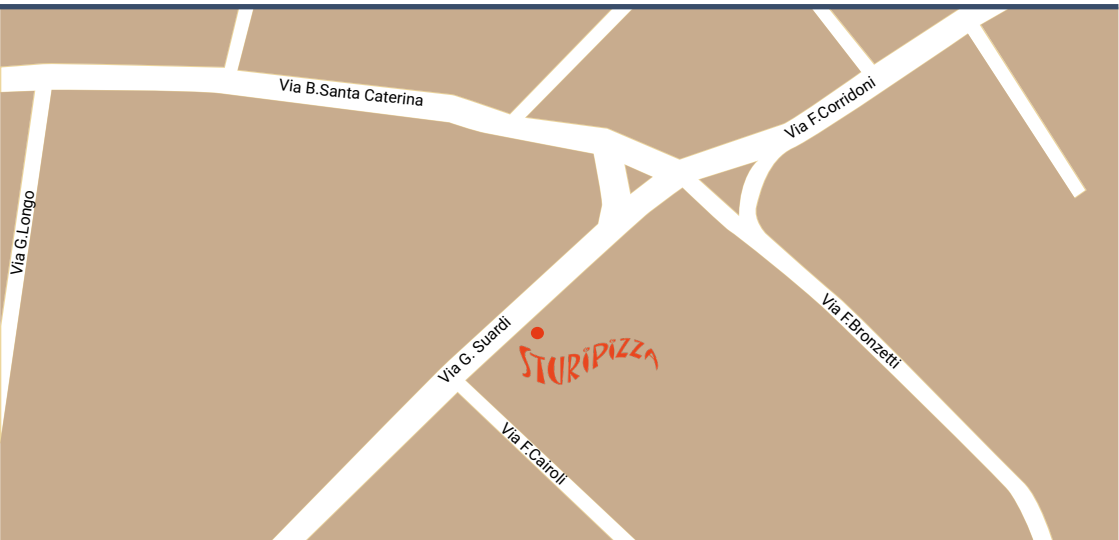 Via B.Santa Caterina
Via F.Corridoni
Via G.Longo
Via G. Suardi
STURiPiZZA
Via F.Bronzetti
Via F.Cairoli